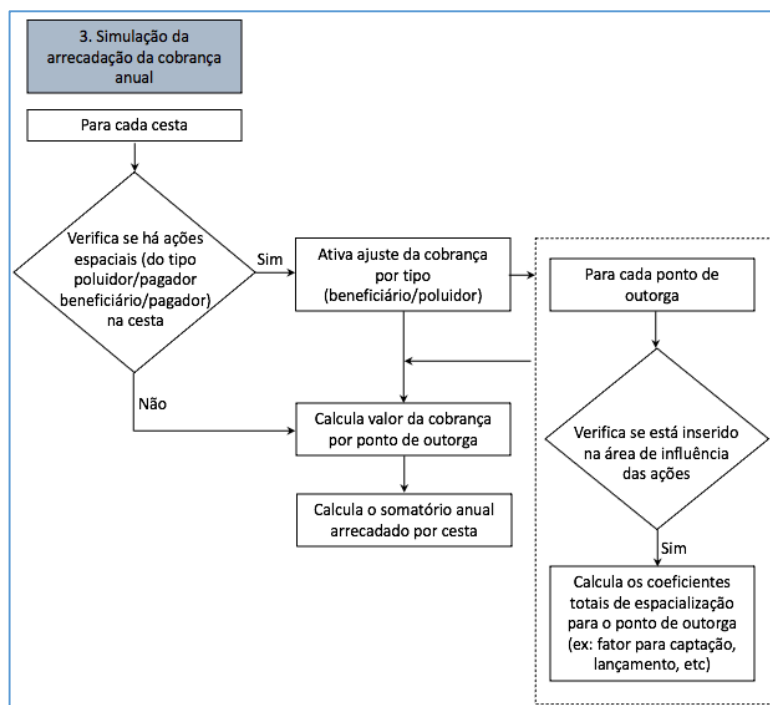 3. Simulação da
arrecadação da cobrança
anual
Para cada cesta
Verifica se há ações
espaciais (do tipo
poluidor/pagador
beneficiário/pagador)
na cesta
Sim
Ativa ajuste da cobrança
por tipo
(beneficiário/poluidor)
Para cada ponto de
outorga
Não
Calcula valor da cobrança
por ponto de outorga
Verifica se está inserido
na área de influência
das ações
Calcula o somatório anual
arrecadado por cesta
Sim
Calcula os coeficientes
totais de espacialização
para o ponto de outorga
(ex: fator para captação,
lançamento, etc)